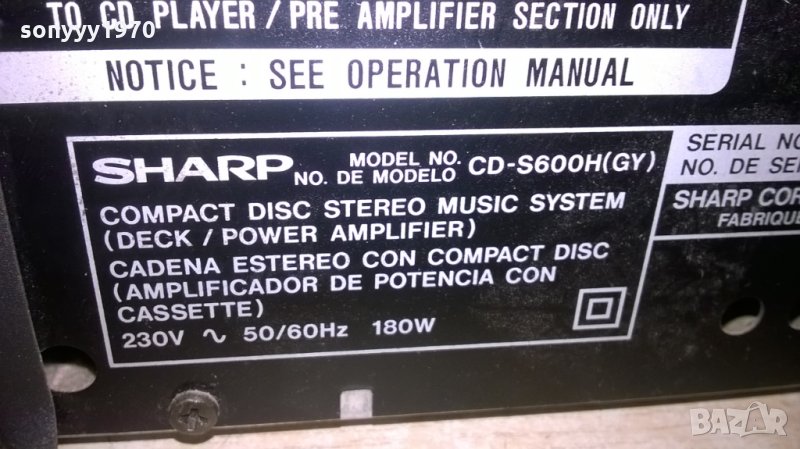 TO CD PLAYER / PRE AMPLIFIER SECTION ONLY
sonyyy1970
NOTICE : SEE OPERATION MANUAL
SHARP MODEL NO. CD-S600H(GY)
NO. DE MODELO
COMPACT DISC STEREO MUSIC SYSTEM
(DECK / POWER AMPLIFIER)
CADENA ESTEREO CON COMPACT DISC
(AMPLIFICADOR DE POTENCIA CON
CASSETTE)
230V ∿ 50/60Hz 180W
SERIAL NO
NO. DE SE
SHARP COR
FABRIQUE
BAZAR